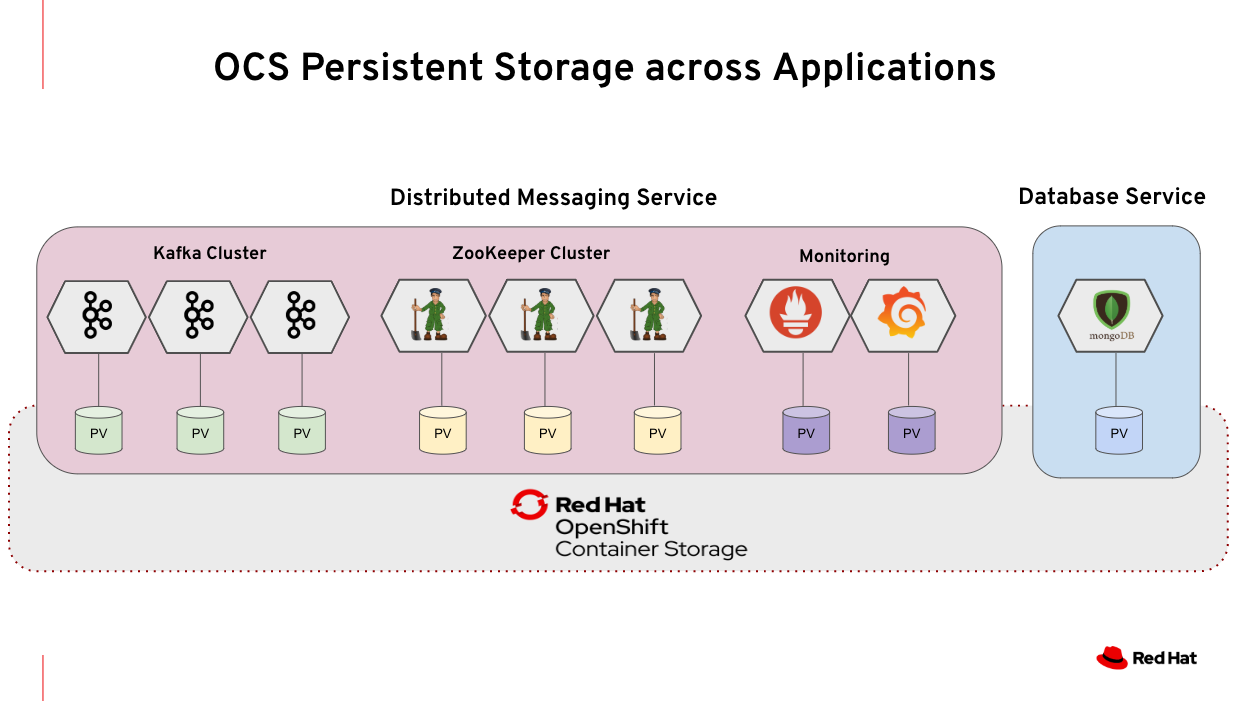 OCS Persistent Storage across Applications
Distributed Messaging Service
Database Service
Kafka Cluster
ZooKeeper Cluster
Monitoring
mongoDB
PV
PV
PV
PV
PV
PV
PV
PV
PV
Red Hat
OpenShift
Container Storage
Red Hat